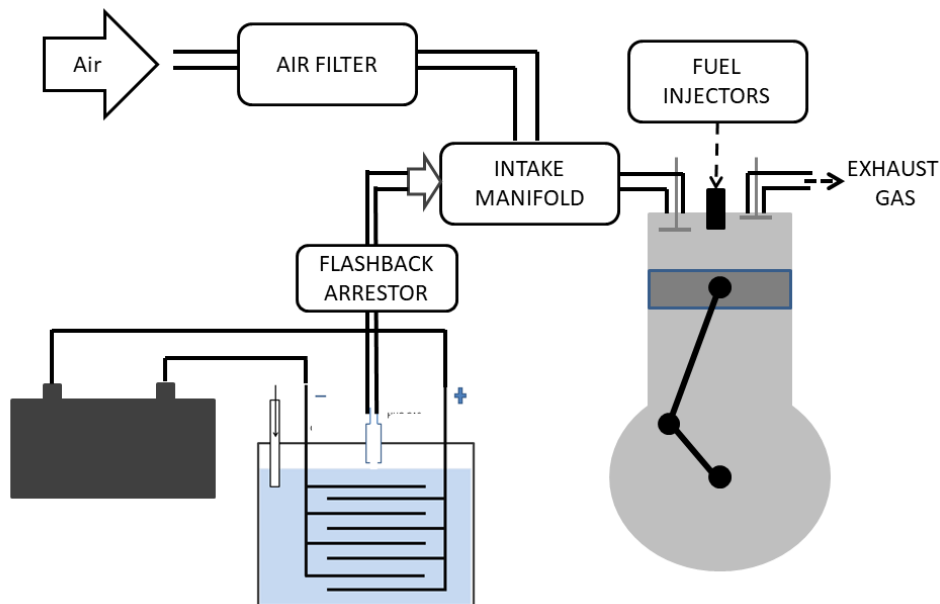 Air
AIR FILTER
FUEL
INJECTORS
INTAKE
MANIFOLD
EXHAUST
GAS
FLASHBACK
ARRESTOR
-
+